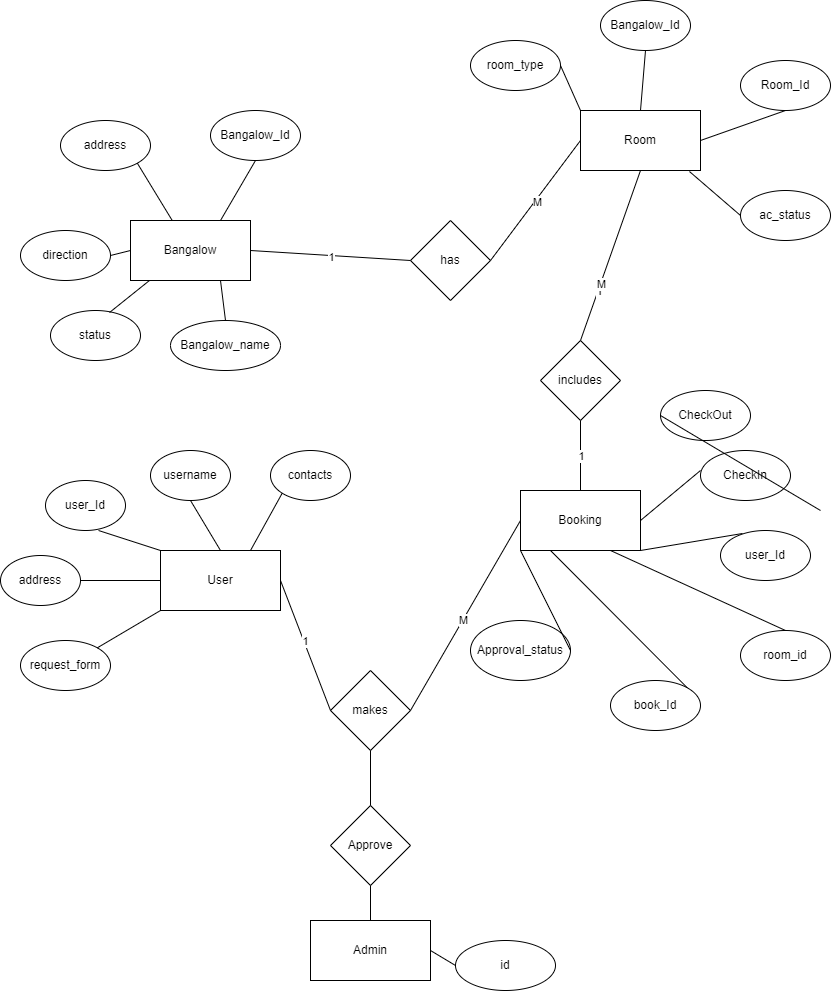 Bangalow_Id
room_type
Room_Id
Room
Bangalow_Id
address
M
ac_status
Bangalow
direction
1
has
M
status
Bangalow_name
includes
CheckOut
1
username
contacts
CheckIn
user_Id
Booking
user_Id
address
User
M
1
Approval_status
room_id
request_form
book_Id
makes
Approve
Admin
id